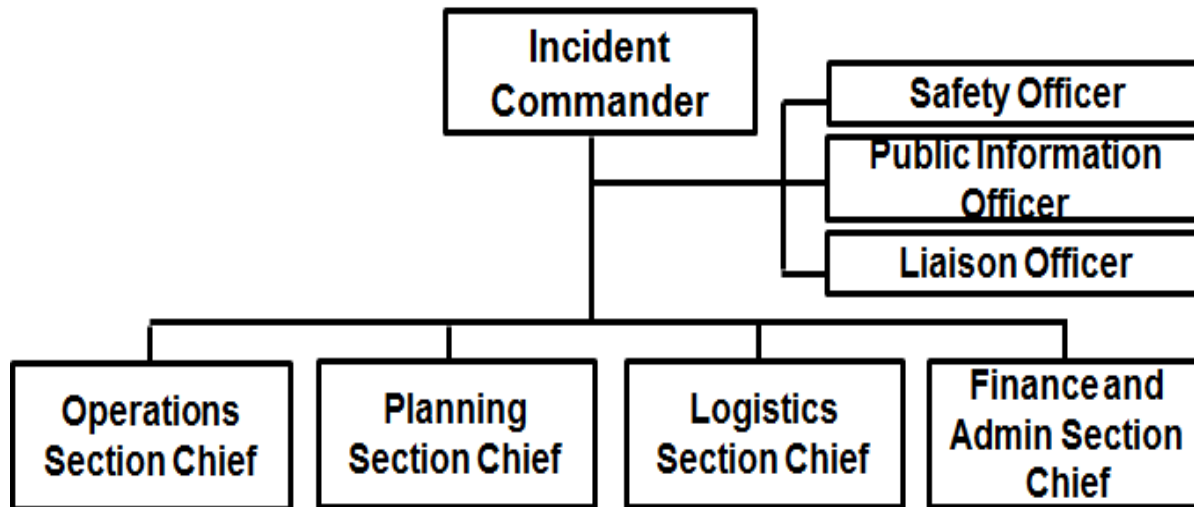 Incident
Commander
Safety Officer
Public Information
Officer
Liaison Officer
Operations
Section Chief
Planning
Section Chief
Logistics
Section Chief
Finance and
Admin Section
Chief